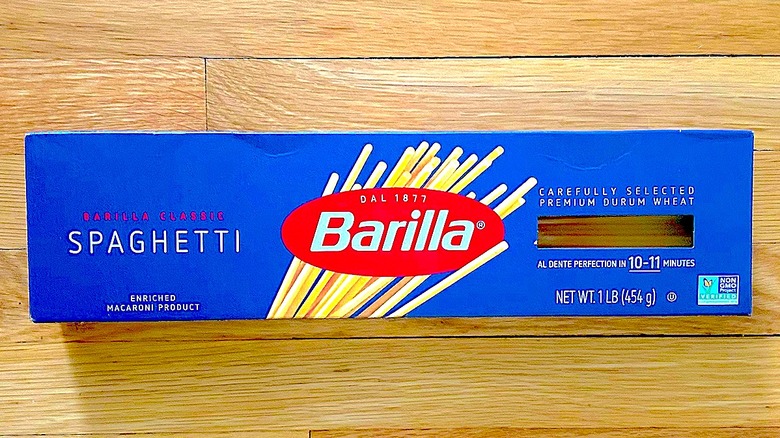 BARILLA CLASSIC
SPAGHETTI
ENRICHED
MACARONI PRODUCT
DAL 1877
Barilla®
CAREFULLY SELECTED
PREMIUM DURUM WHEAT
AL DENTE PERFECTION IN 10-11 MINUTES
NET WT. 1 LB (454 g)
NON
GMO
Project
VERIFIED